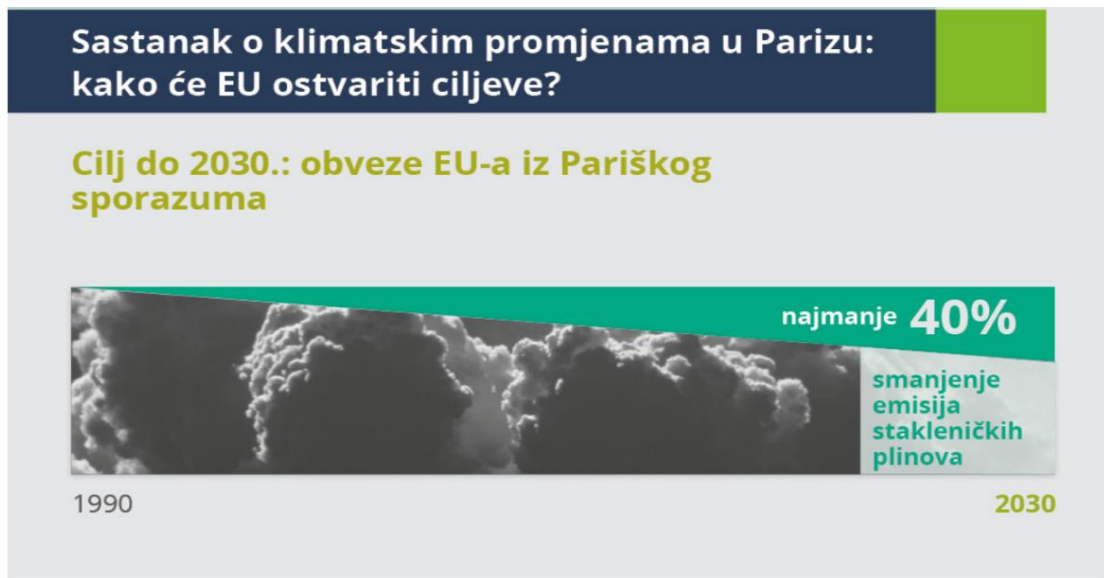 Sastanak o klimatskim promjenama u Parizu:
kako će EU ostvariti ciljeve?
Cilj do 2030.: obveze EU-a iz Pariškog
sporazuma
najmanje 40%
smanjenje
emisija
stakleničkih
plinova
1990
2030